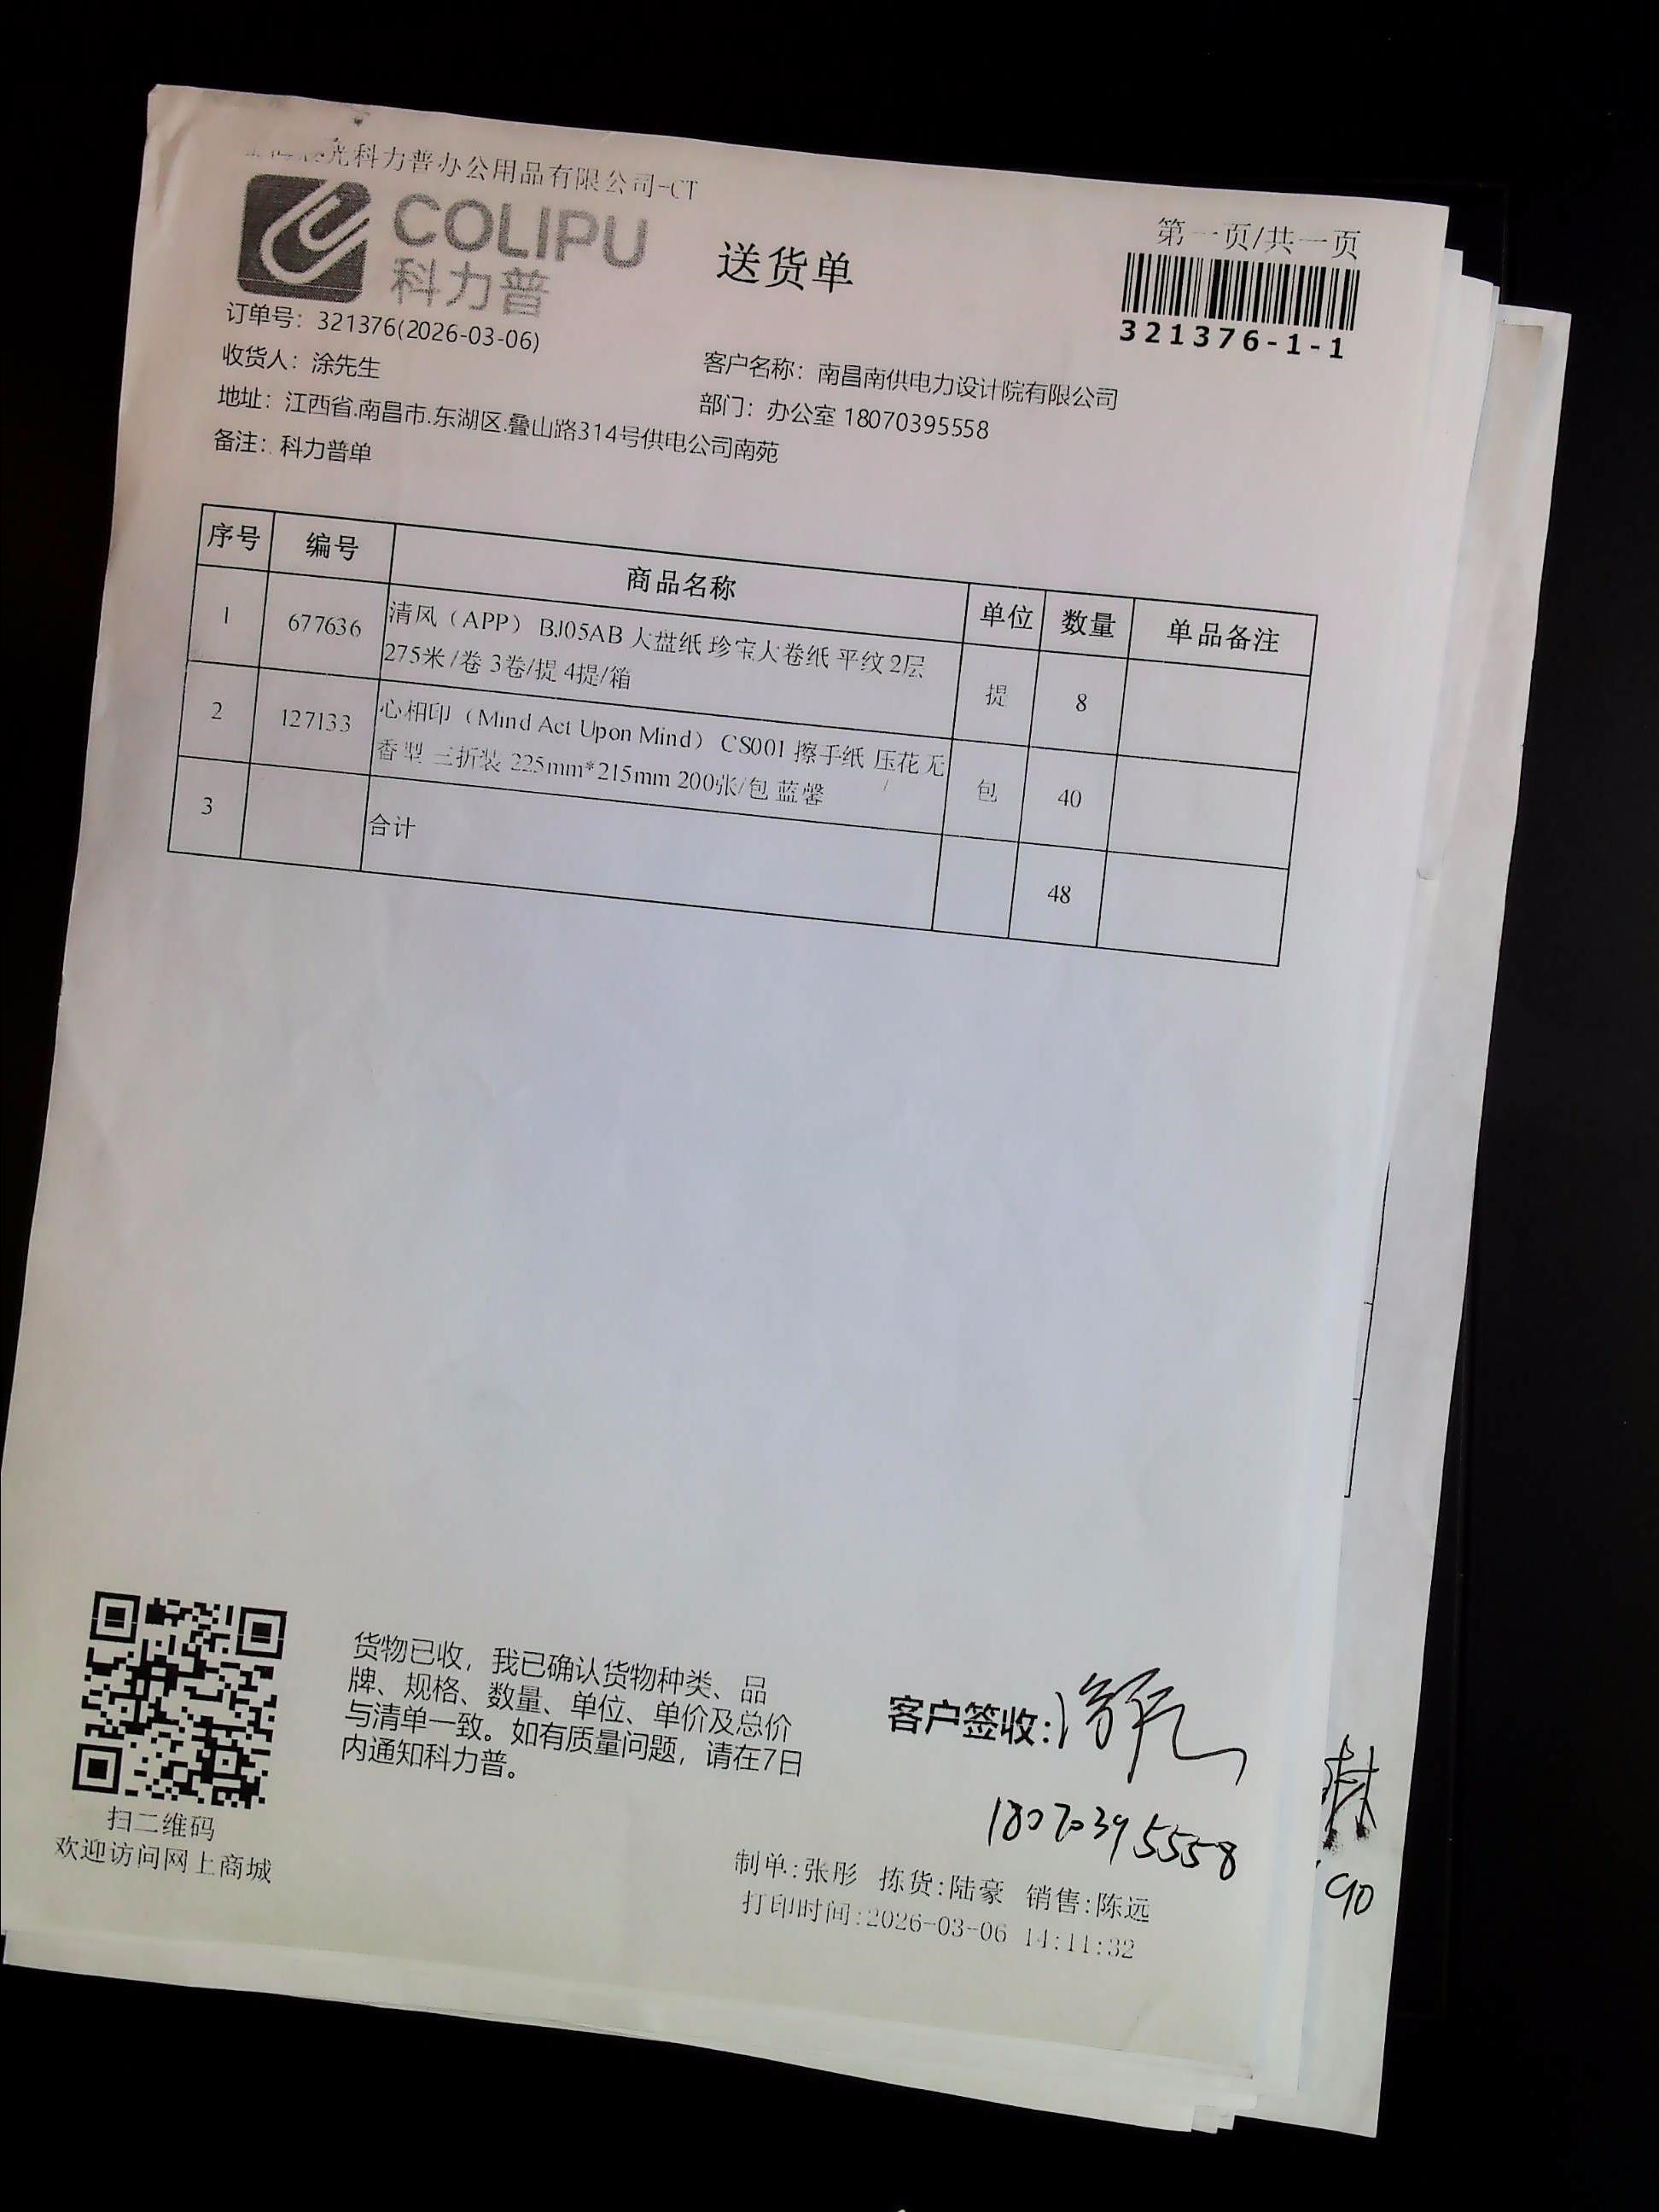 光科力普办公用品有限公司-CT
COLIPU
科力普
送货单
第一页/共一页
321376-1-1
订单号：321376(2026-03-06)
收货人：涂先生
客户名称：南昌南供电力设计院有限公司
地址：江西省.南昌市.东湖区.叠山路314号供电公司南苑
部门：办公室 18070395558
备注：科力普单
序号 编号 商品名称 单位 数量 单品备注
1 677636 清风（APP） BJ05AB 大盘纸 珍宝大卷纸 平纹 2层
275米 /卷 3卷/提 4提/箱 提 8
2 127133 心相印（Mind Act Upon Mind） CS001 擦手纸 压花 无
香型 三折装 225mm*215mm 200张/包 蓝馨 包 40
3 合计 48
货物已收，我已确认货物种类、品
牌、规格、数量、单位、单价及总价
与清单一致。如有质量问题，请在7日
内通知科力普。
客户签收:
18070395558
扫二维码
欢迎访问网上商城
制单:张彤 拣货:陆豪 销售:陈远
打印时间:2026-03-06 14:11:32
90